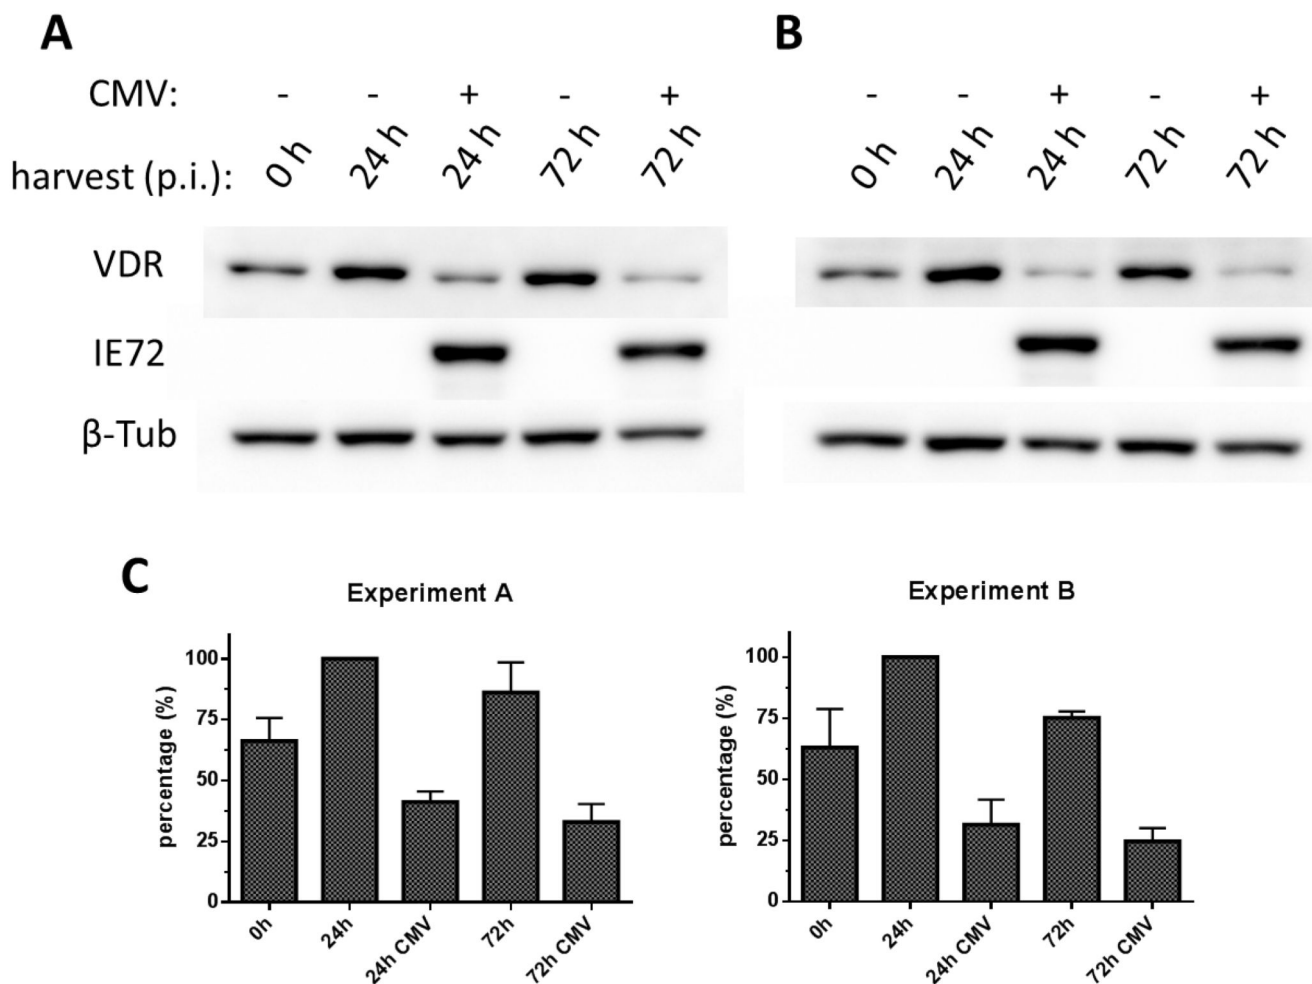 A
B
CMV: - - + - +
- - + - +
harvest (p.i.): 0 h 24 h 24 h 72 h 72 h
0 h 24 h 24 h 72 h 72 h
VDR
IE72
β-Tub
C
Experiment A
Experiment B
percentage (%)
100
75
50
25
0
0h 24h 24h CMV 72h 72h CMV
percentage (%)
100
75
50
25
0
0h 24h 24h CMV 72h 72h CMV